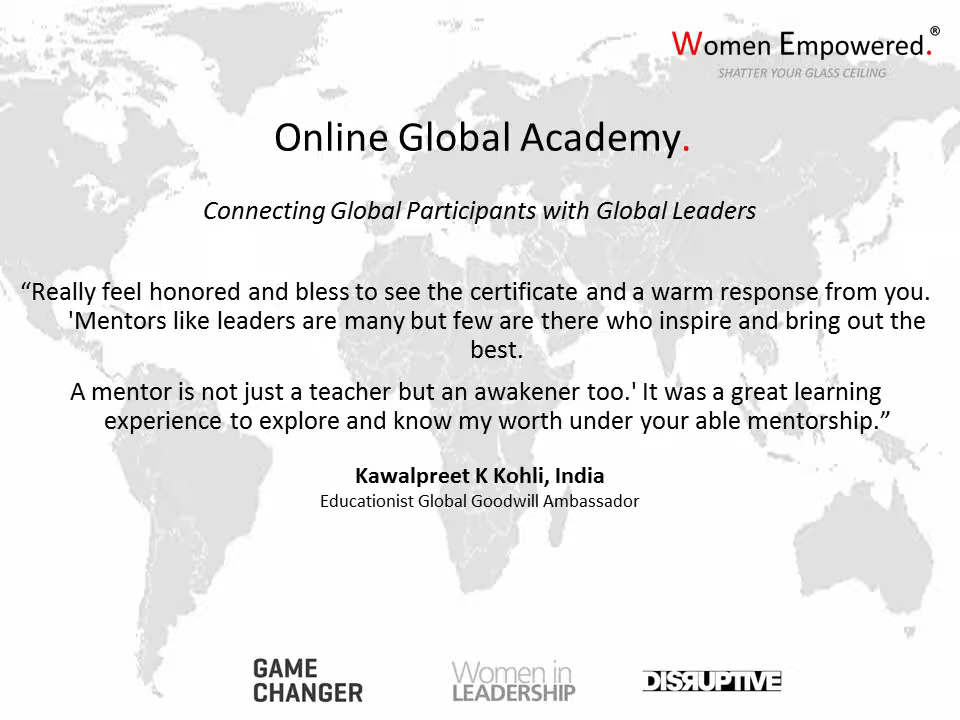 Women Empowered.®
SHATTER YOUR GLASS CEILING
Online Global Academy.
Connecting Global Participants with Global Leaders
“Really feel honored and bless to see the certificate and a warm response from you.
'Mentors like leaders are many but few are there who inspire and bring out the
best.
A mentor is not just a teacher but an awakener too.' It was a great learning
experience to explore and know my worth under your able mentorship.”
Kawalpreet K Kohli, India
Educationist Global Goodwill Ambassador
GAME
CHANGER
Women in
LEADERSHIP
DISRUPTIVE